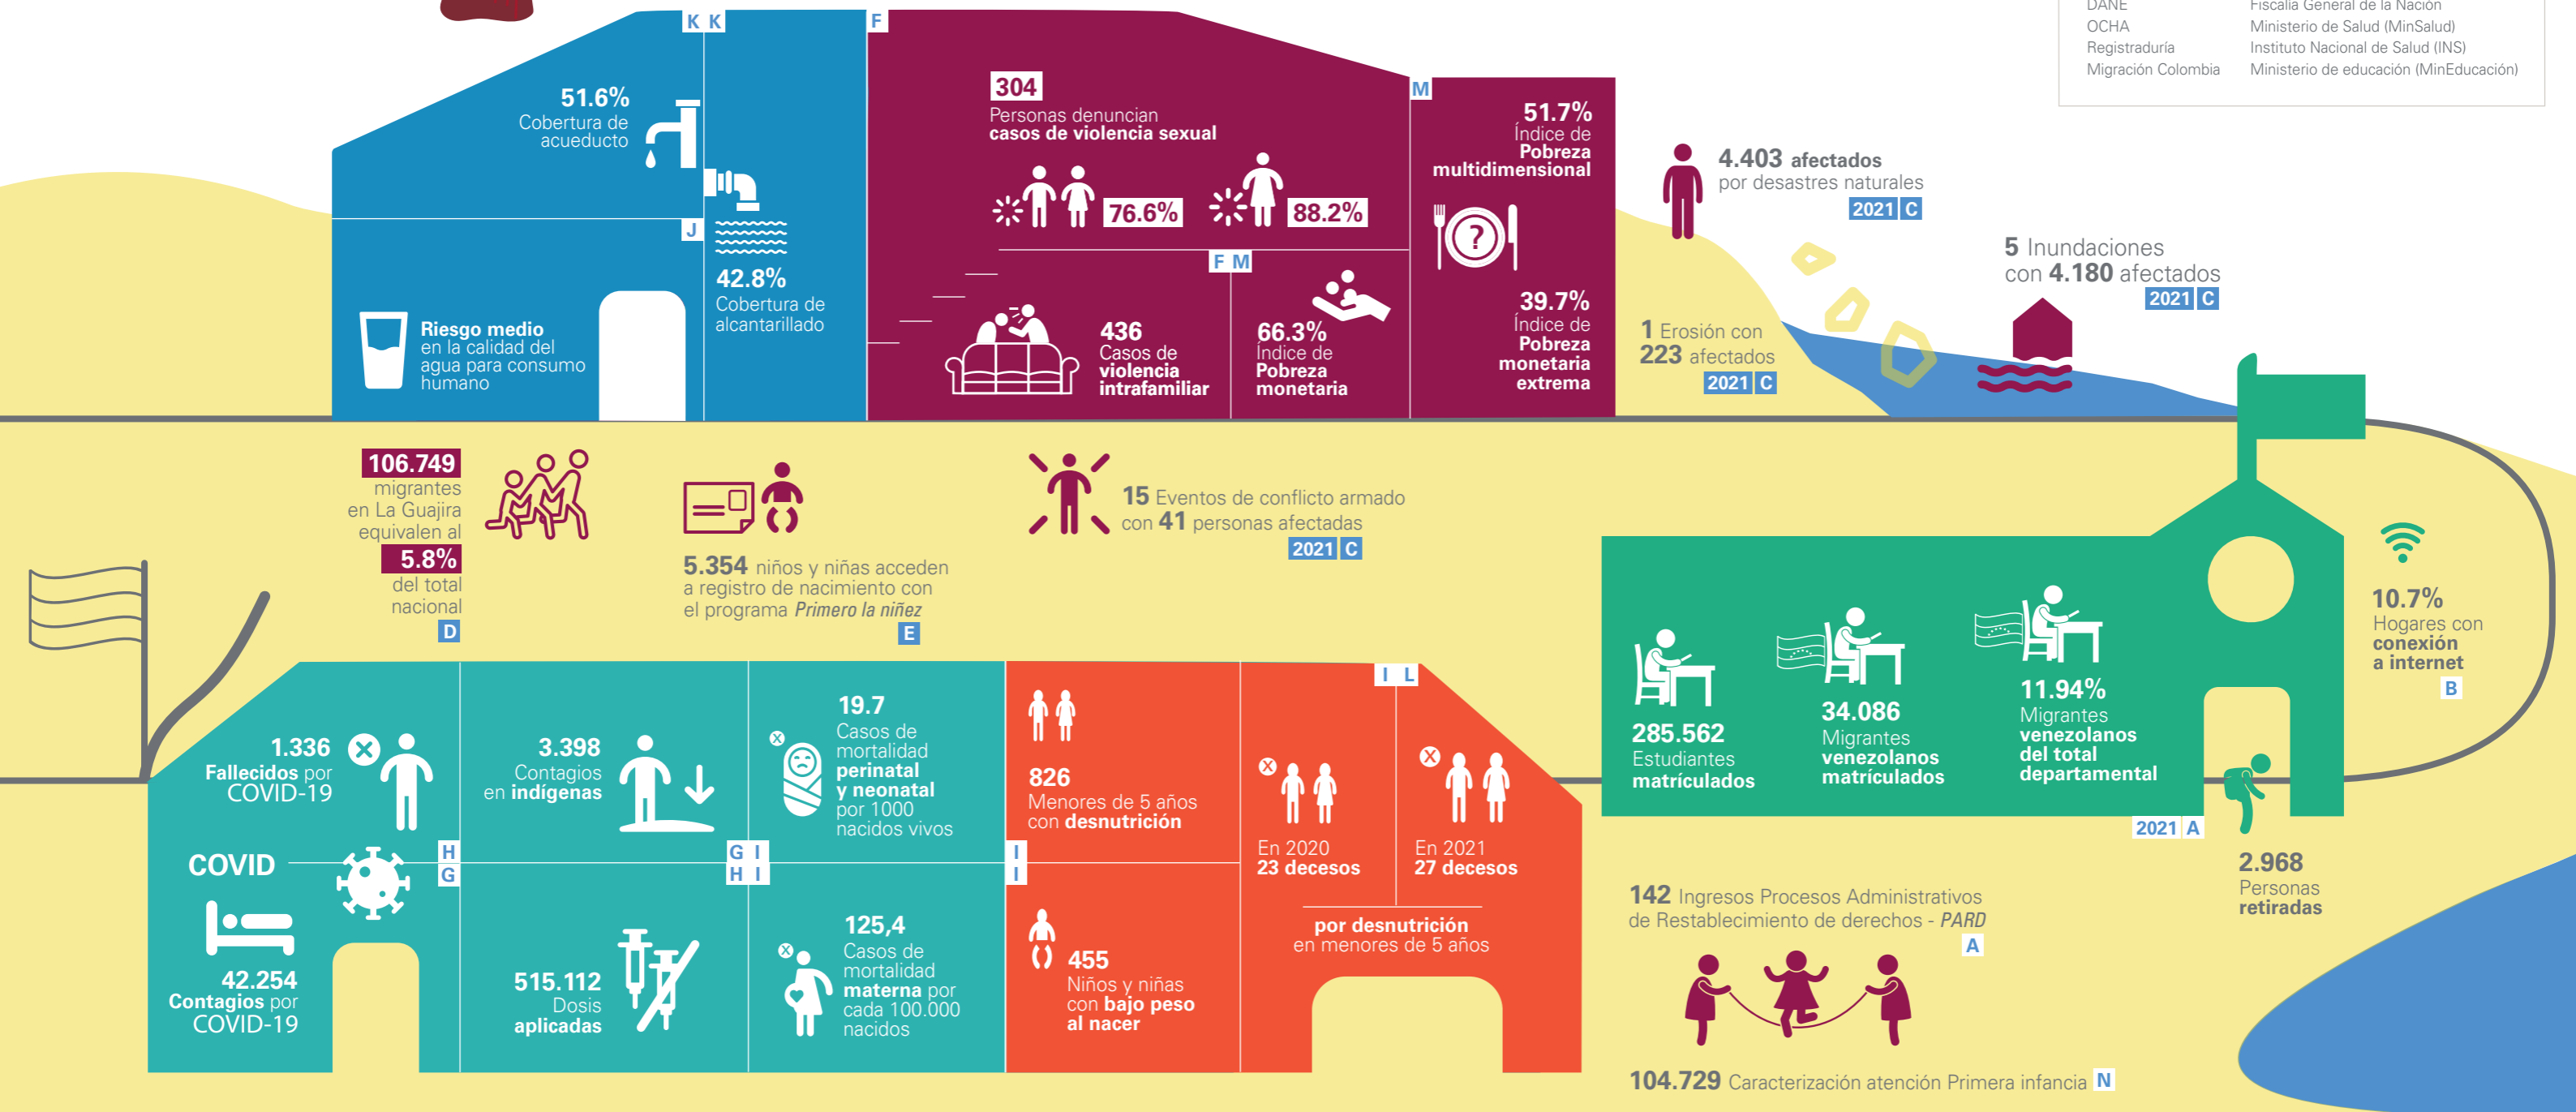 DANE
Fiscalía General de la Nación
OCHA
Ministerio de Salud (MinSalud)
Registraduría
Instituto Nacional de Salud (INS)
Migración Colombia
Ministerio de educación (MinEducación)
K K
F
51.6%
Cobertura de
acueducto
J
42.8%
Cobertura de
alcantarillado
Riesgo medio
en la calidad del
agua para consumo
humano
304
Personas denuncian
casos de violencia sexual
76.6%
88.2%
F M
436
Casos de
violencia
intrafamiliar
66.3%
Índice de
Pobreza
monetaria
M
51.7%
Índice de
Pobreza
multidimensional
?
39.7%
Índice de
Pobreza
monetaria
extrema
4.403 afectados
por desastres naturales
2021 C
5 Inundaciones
con 4.180 afectados
2021 C
1 Erosión con
223 afectados
2021 C
106.749
migrantes
en La Guajira
equivalen al
5.8%
del total
nacional
D
5.354 niños y niñas acceden
a registro de nacimiento con
el programa Primero la niñez
E
15 Eventos de conflicto armado
con 41 personas afectadas
2021 C
10.7%
Hogares con
conexión
a internet
B
285.562
Estudiantes
matrículados
34.086
Migrantes
venezolanos
matrículados
11.94%
Migrantes
venezolanos
del total
departamental
2021 A
2.968
Personas
retiradas
1.336
Fallecidos por
COVID-19
3.398
Contagios
en indígenas
X
19.7
Casos de
mortalidad
perinatal
y neonatal
por 1000
nacidos vivos
COVID
H
G
G I
H I
I
I
42.254
Contagios por
COVID-19
515.112
Dosis
aplicadas
X
125,4
Casos de
mortalidad
materna por
cada 100.000
nacidos
826
Menores de 5 años
con desnutrición
455
Niños y niñas
con bajo peso
al nacer
I L
X
En 2020
23 decesos
X
En 2021
27 decesos
por desnutrición
en menores de 5 años
142 Ingresos Procesos Administrativos
de Restablecimiento de derechos - PARD
A
104.729 Caracterización atención Primera infancia N